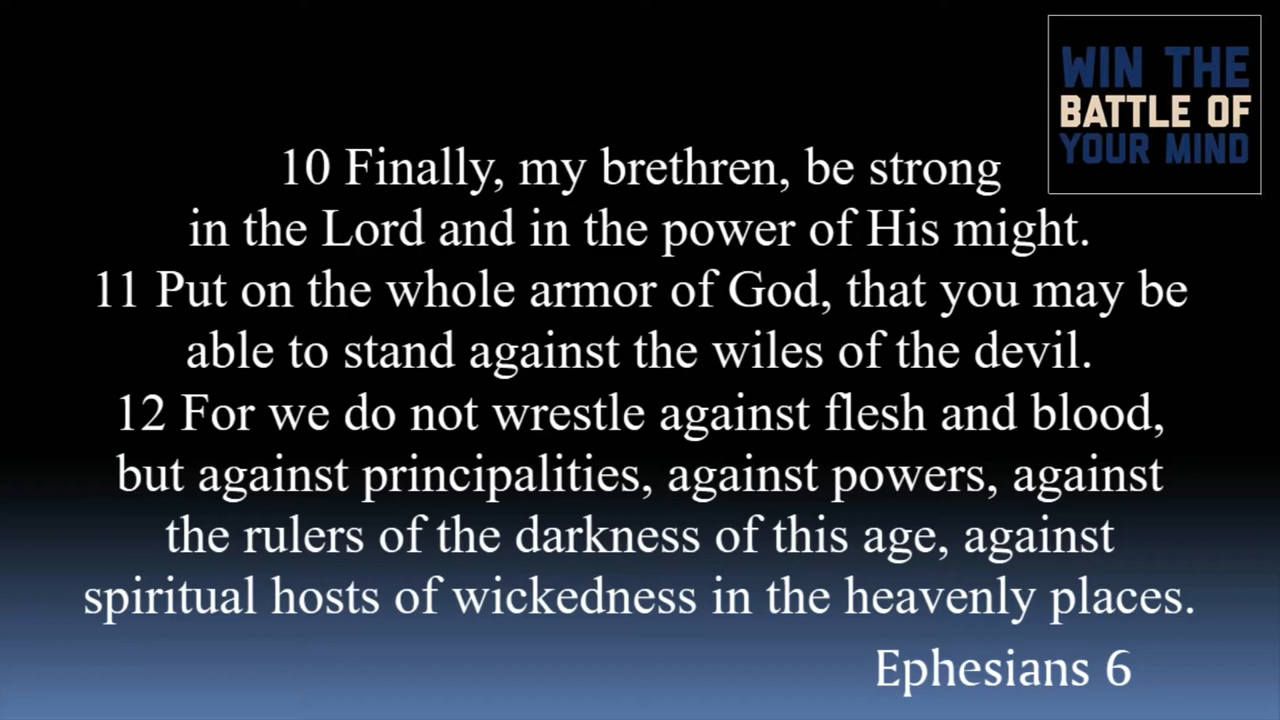 WIN THE
BATTLE OF
YOUR MIND
10 Finally, my brethren, be strong
in the Lord and in the power of His might.
11 Put on the whole armor of God, that you may be
able to stand against the wiles of the devil.
12 For we do not wrestle against flesh and blood,
but against principalities, against powers, against
the rulers of the darkness of this age, against
spiritual hosts of wickedness in the heavenly places.
Ephesians 6